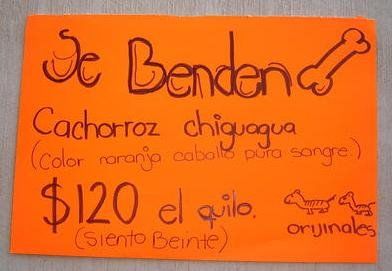 Se Benden
Cachorroz chiguagua
(Color naranja caballo pura sangre.)
$120 el quilo.
(Siento Beinte)
orijinales